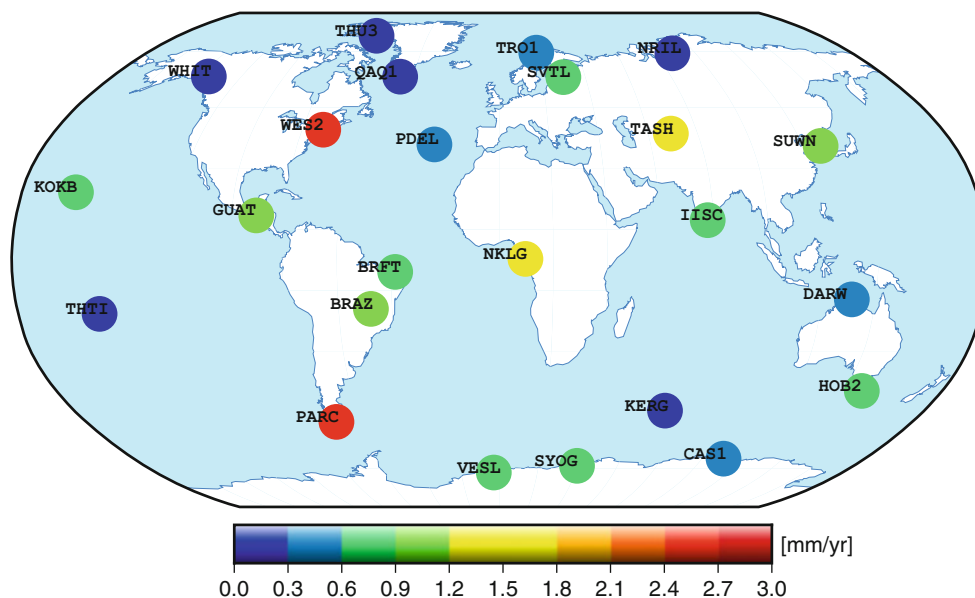 THU3
TRO1
NRIL
WHIT
QAQ1
SVTL
WES2
PDEL
TASH
SUWN
KOKB
GUAT
IISC
NKLG
BRFT
BRAZ
DARW
THTI
HOB2
PARC
KERG
VESL
SYOG
CAS1
[mm/yr]
0.0 0.3 0.6 0.9 1.2 1.5 1.8 2.1 2.4 2.7 3.0